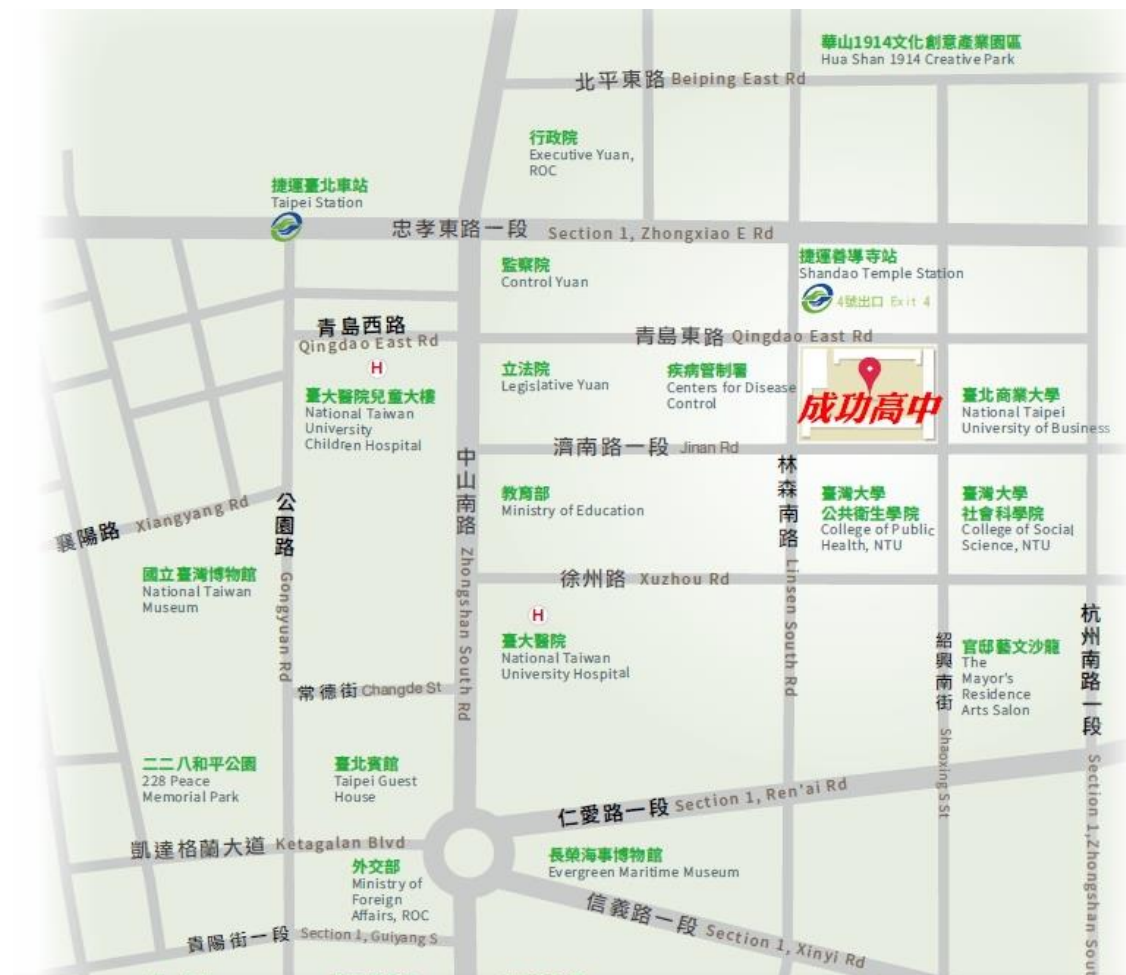 華山1914文化創意產業園區
Hua Shan 1914 Creative Park
北平東路 Beiping East Rd
行政院
Executive Yuan,
ROC
捷運臺北車站
Taipei Station
忠孝東路一段 Section 1, Zhongxiao E Rd
監察院
Control Yuan
捷運善導寺站
Shandao Temple Station
4號出口 Exit 4
青島西路
Qingdao East Rd
青島東路 Qingdao East Rd
H
臺大醫院兒童大樓
National Taiwan
University
Children Hospital
立法院
Legislative Yuan
疾病管制署
Centers for Disease
Control
成功高中
臺北商業大學
National Taipei
University of Business
濟南路一段 Jinan Rd
中山南路 Zhongshan South Rd
林森南路 Linsen South Rd
公園路 Gongyuan Rd
襄陽路 Xiangyang Rd
教育部
Ministry of Education
臺灣大學
公共衛生學院
College of Public
Health, NTU
臺灣大學
社會科學院
College of Social
Science, NTU
國立臺灣博物館
National Taiwan
Museum
徐州路 Xuzhou Rd
H
臺大醫院
National Taiwan
University Hospital
紹興南街 Shaoxing S St
官邸藝文沙龍
The
Mayor's
Residence
Arts Salon
杭州南路一段 Section 1,Zhongshan Sou
常德街 Changde St
二二八和平公園
228 Peace
Memorial Park
臺北賓館
Taipei Guest
House
仁愛路一段 Section 1, Ren'ai Rd
凱達格蘭大道 Ketagalan Blvd
外交部
Ministry of
Foreign
Affairs, ROC
長榮海事博物館
Evergreen Maritime Museum
信義路一段 Section 1, Xinyi Rd
貴陽街一段 Section 1, Guiyang S